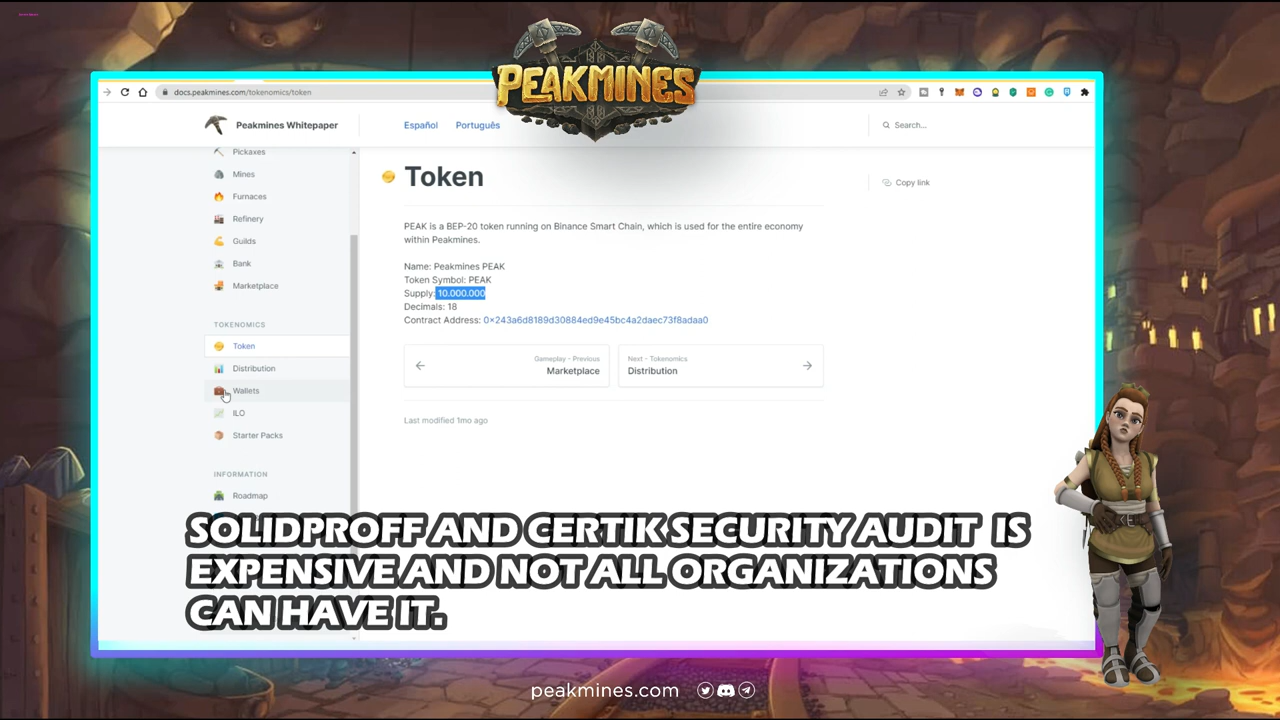 PEAKMINES
docs.peakmines.com/tokenomics/token
Peakmines Whitepaper
Español
Português
Search...
Pickaxes
Mines
Furnaces
Refinery
Guilds
Bank
Marketplace
TOKENOMICS
Token
Distribution
Wallets
ILO
Starter Packs
INFORMATION
Roadmap
Token
Copy link
PEAK is a BEP-20 token running on Binance Smart Chain, which is used for the entire economy
within Peakmines.
Name: Peakmines PEAK
Token Symbol: PEAK
Supply: 10.000.000
Decimals: 18
Contract Address: 0x243a6d8189d30884ed9e45bc4a2daec73f8adaa0
Gameplay - Previous
Marketplace
Next - Tokenomics
Distribution
Last modified 1mo ago
SOLIDPROFF AND CERTIK SECURITY AUDIT IS
EXPENSIVE AND NOT ALL ORGANIZATIONS
CAN HAVE IT.
peakmines.com